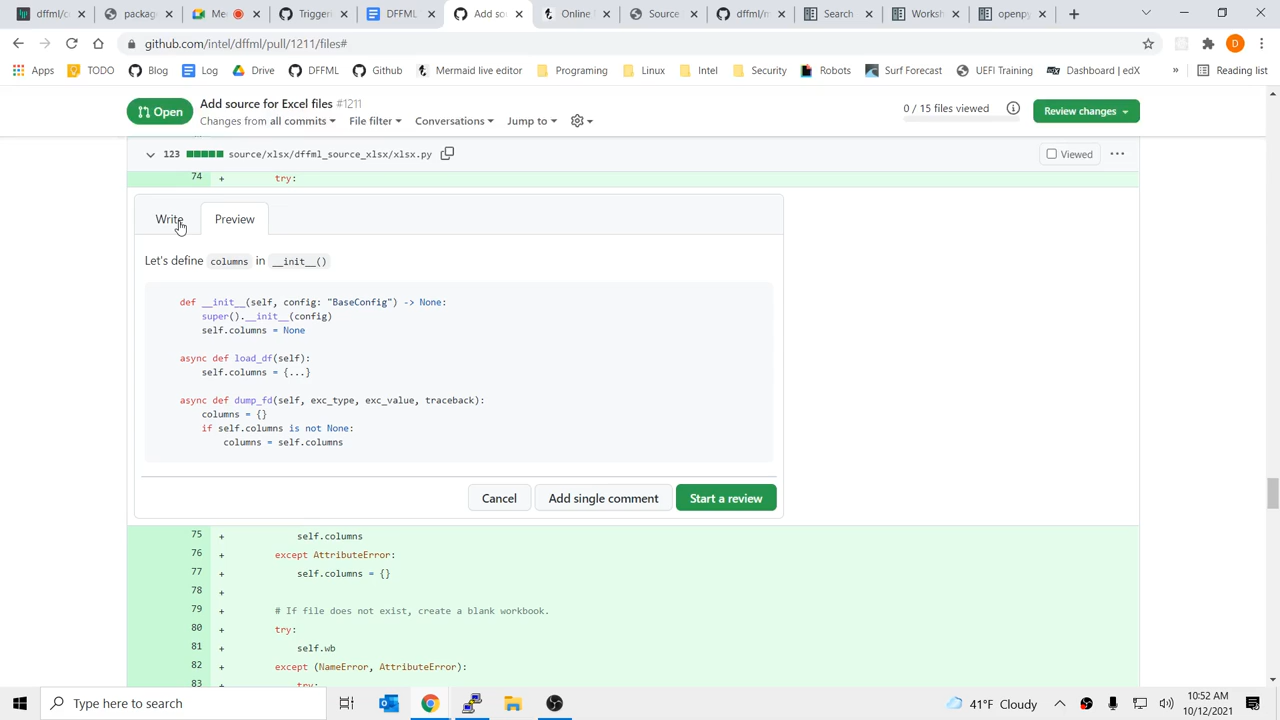 dffml/c
packag
Me
Trigger
DFFML
Add so
Online
Source
dffml/
Search
Worksh
openpy
github.com/intel/dffml/pull/1211/files#
D
Apps
TODO
Blog
Log
Drive
DFFML
Github
Mermaid live editor
Programing
Linux
Intel
Security
Robots
Surf Forecast
UEFI Training
Dashboard | edX
»
Reading list
Open
Add source for Excel files #1211
Changes from all commits
File filter
Conversations
Jump to
0 / 15 files viewed
Review changes
123 source/xlsx/dffml_source_xlsx/xlsx.py
Viewed
74 + try:
Write
Preview
Let's define columns in __init__()
def __init__(self, config: "BaseConfig") -> None:
super().__init__(config)
self.columns = None
async def load_df(self):
self.columns = {...}
async def dump_fd(self, exc_type, exc_value, traceback):
columns = {}
if self.columns is not None:
columns = self.columns
Cancel
Add single comment
Start a review
75 + self.columns
76 + except AttributeError:
77 + self.columns = {}
78 +
79 + # If file does not exist, create a blank workbook.
80 + try:
81 + self.wb
82 + except (NameError, AttributeError):
83 + try:
Type here to search
41°F Cloudy
10:52 AM
10/12/2021